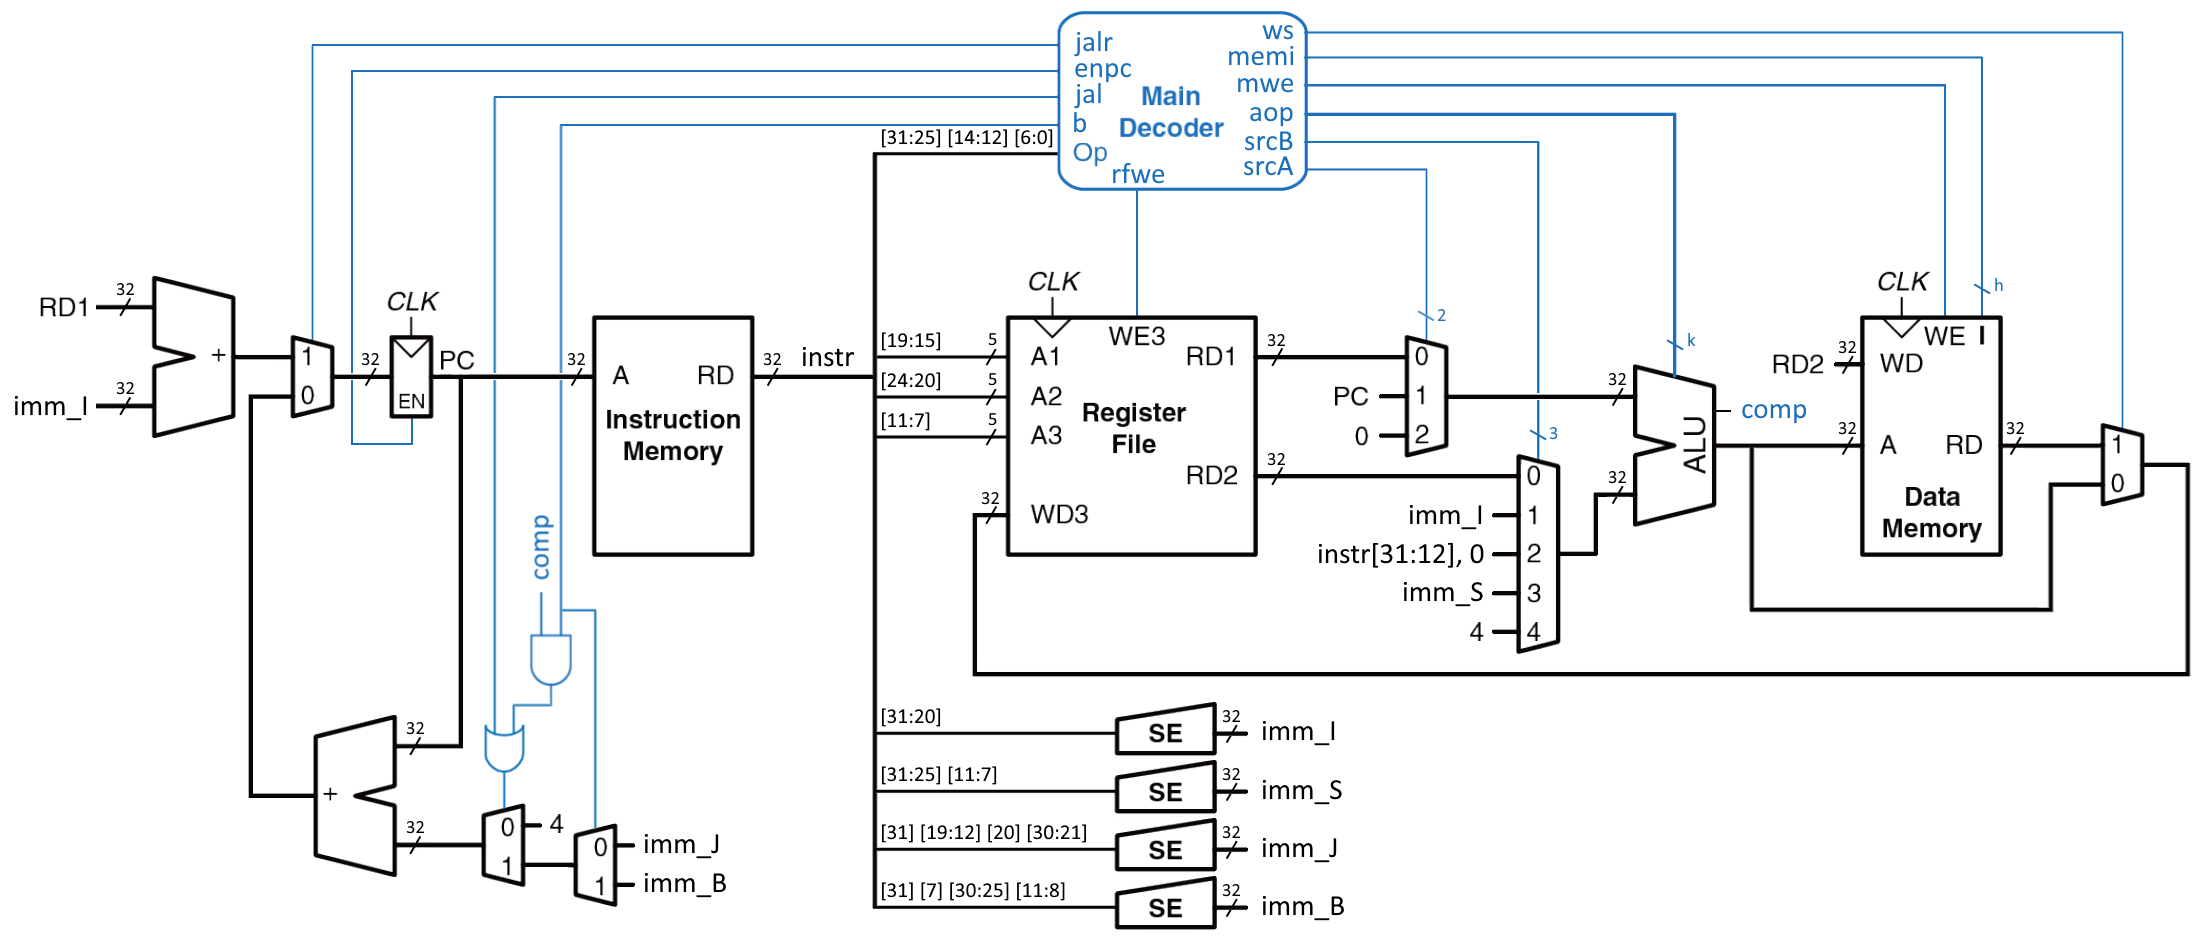 jalr
enpc
jal
b
Op
rfwe
Main
Decoder
ws
memi
mwe
aop
srcB
srcA
[31:25] [14:12] [6:0]
RD1
32
imm_I
32
+
1
0
32
CLK
EN
PC
32
A
RD
Instruction
Memory
32
instr
[19:15]
5
[24:20]
5
[11:7]
5
CLK
WE3
A1
A2
A3
WD3
32
RD1
RD2
Register
File
32
32
2
PC
0
0
1
2
3
imm_I
instr[31:12], 0
imm_S
4
0
1
2
3
4
32
32
k
ALU
comp
CLK
WE I
h
RD2
32
WD
32
A
RD
Data
Memory
32
1
0
comp
32
+
32
0
1
4
0
1
imm_J
imm_B
[31:20]
SE
32
imm_I
[31:25] [11:7]
SE
32
imm_S
[31] [19:12] [20] [30:21]
SE
32
imm_J
[31] [7] [30:25] [11:8]
SE
32
imm_B